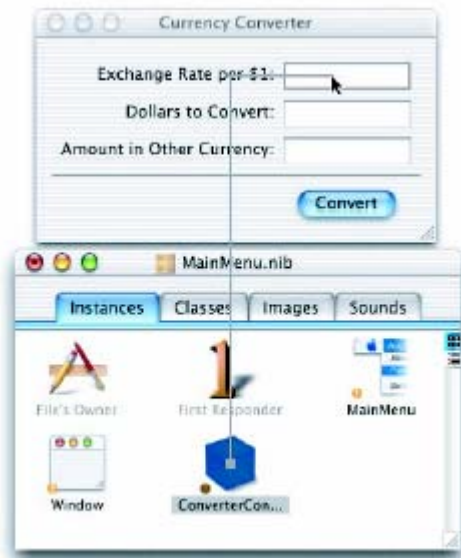 Currency Converter
Exchange Rate per $1:
Dollars to Convert:
Amount in Other Currency:
Convert
MainMenu.nib
Instances Classes Images Sounds
File's Owner First Responder MainMenu
Window ConverterCon...